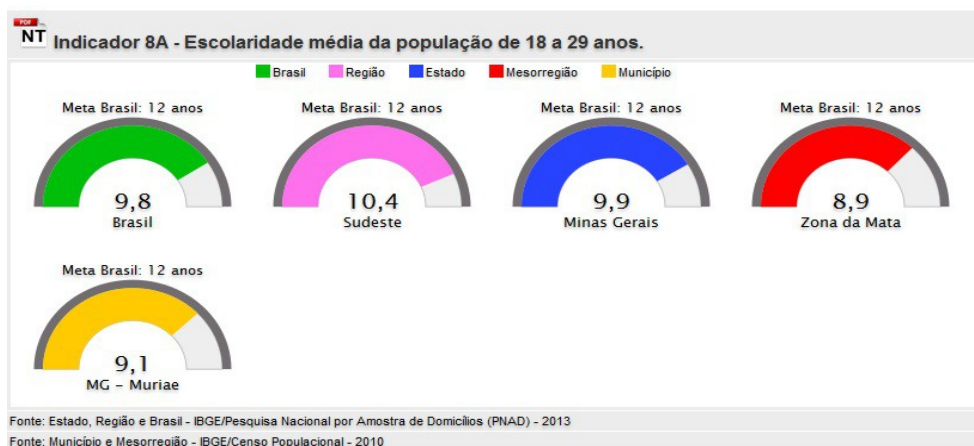 PDF
NT Indicador 8A - Escolaridade média da população de 18 a 29 anos.
Brasil Região Estado Mesorregião Município
Meta Brasil: 12 anos Meta Brasil: 12 anos Meta Brasil: 12 anos Meta Brasil: 12 anos
9,8 10,4 9,9 8,9
Brasil Sudeste Minas Gerais Zona da Mata
Meta Brasil: 12 anos
9,1
MG - Muriae
Fonte: Estado, Região e Brasil - IBGE/Pesquisa Nacional por Amostra de Domicílios (PNAD) - 2013
Fonte: Município e Mesorregião - IBGE/Censo Populacional - 2010